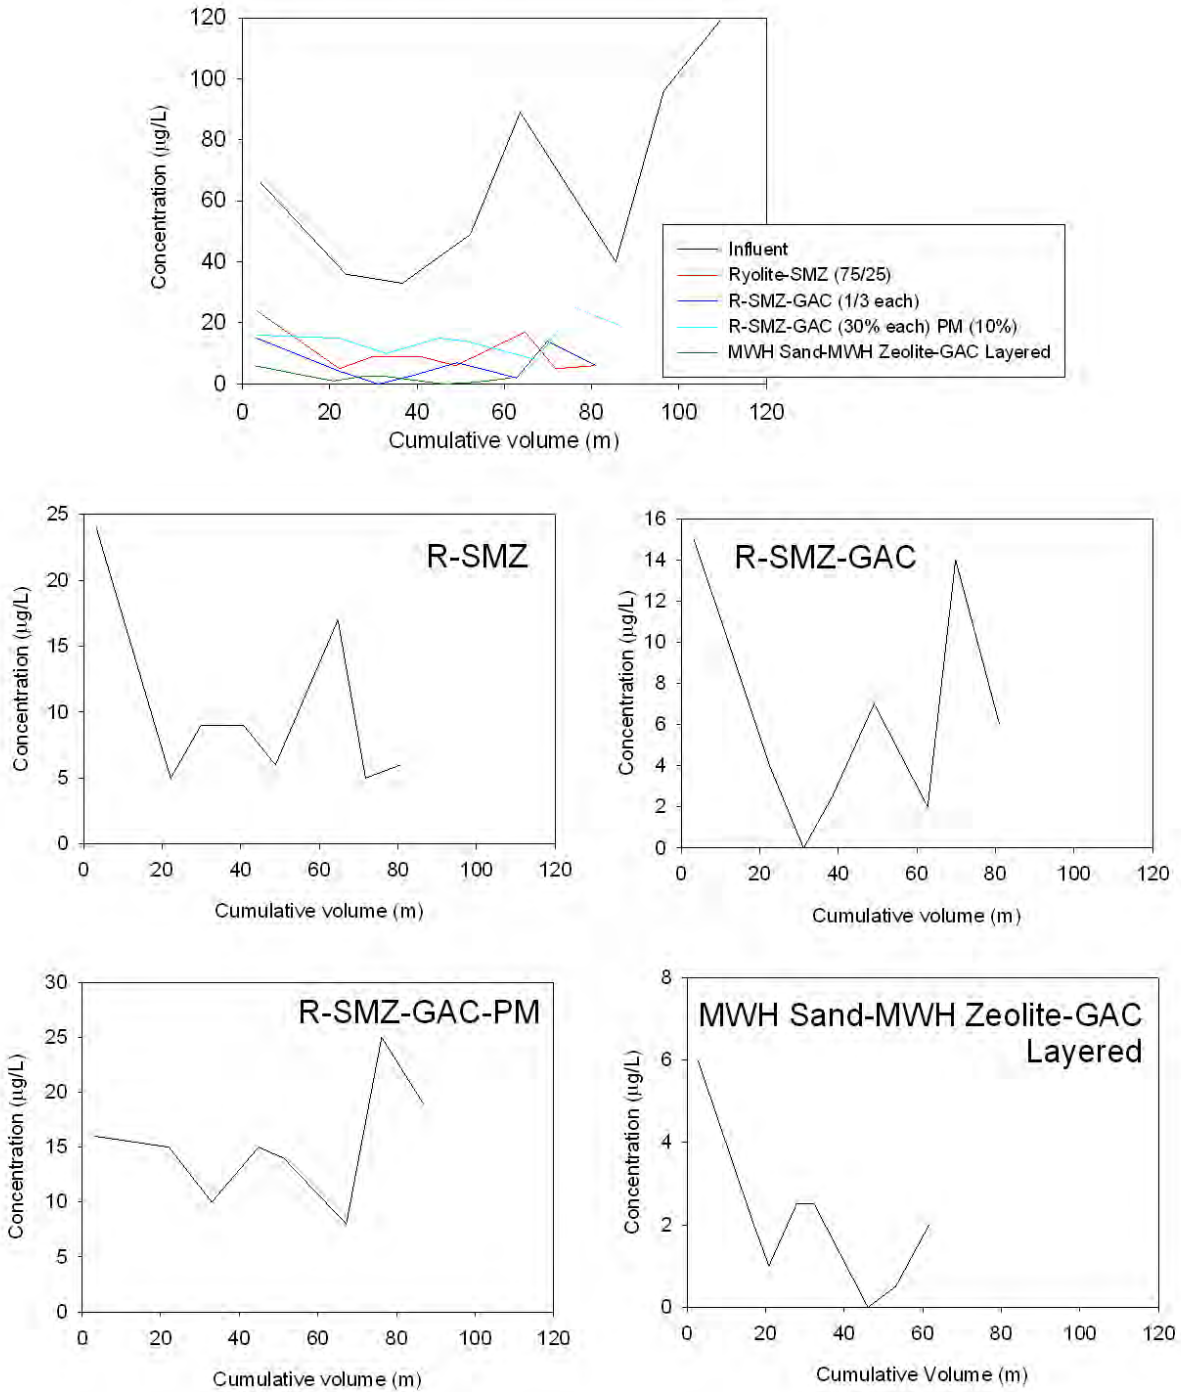 120
100
80
60
40
20
0
Concentration (µg/L)
0 20 40 60 80 100 120
Cumulative volume (m)
Influent
Ryolite-SMZ (75/25)
R-SMZ-GAC (1/3 each)
R-SMZ-GAC (30% each) PM (10%)
MWH Sand-MWH Zeolite-GAC Layered
R-SMZ
25
20
15
10
5
0
Concentration (µg/L)
0 20 40 60 80 100 120
Cumulative volume (m)
R-SMZ-GAC
16
14
12
10
8
6
4
2
0
Concentration (µg/L)
0 20 40 60 80 100 120
Cumulative volume (m)
R-SMZ-GAC-PM
30
25
20
15
10
5
0
Concentration (µg/L)
0 20 40 60 80 100 120
Cumulative volume (m)
MWH Sand-MWH Zeolite-GAC
Layered
8
6
4
2
0
Concentration (µg/L)
0 20 40 60 80 100 120
Cumulative Volume (m)